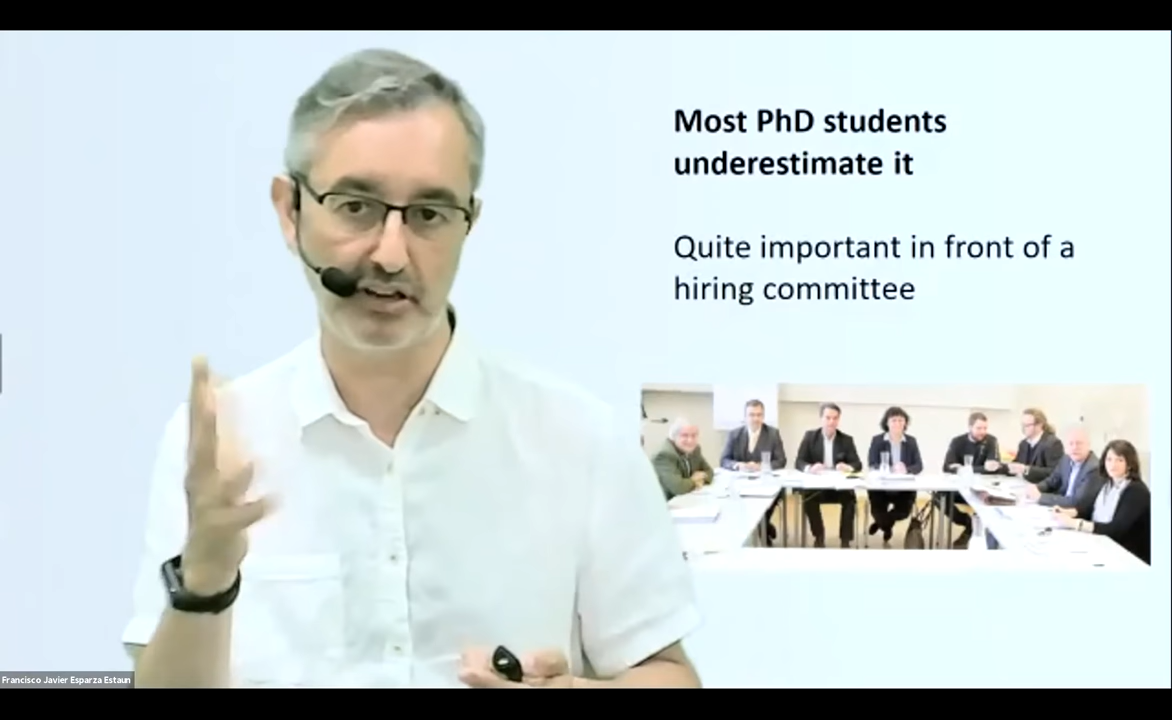 Most PhD students
underestimate it
Quite important in front of a
hiring committee
Francisco Javier Esparza Estaun